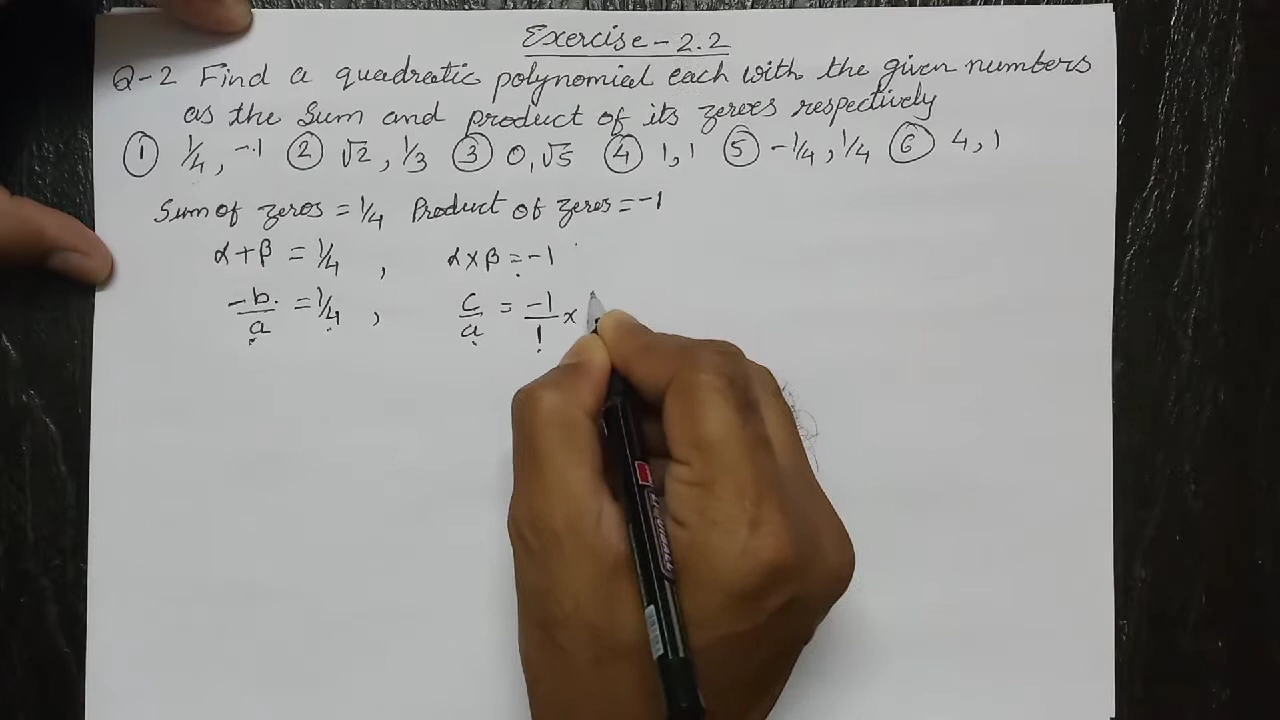 Exercise - 2.2
Q-2 Find a quadratic polynomial each with the given numbers
as the Sum and product of its zeroes respectively
① 1/4, -1 ② √2, 1/3 ③ 0, √5 ④ 1, 1 ⑤ -1/4, 1/4 ⑥ 4, 1
Sum of zeros = 1/4 Product of zeros = -1
α+β = 1/4 , α×β = -1
-b/a = 1/4 , c/a = -1/1 ×